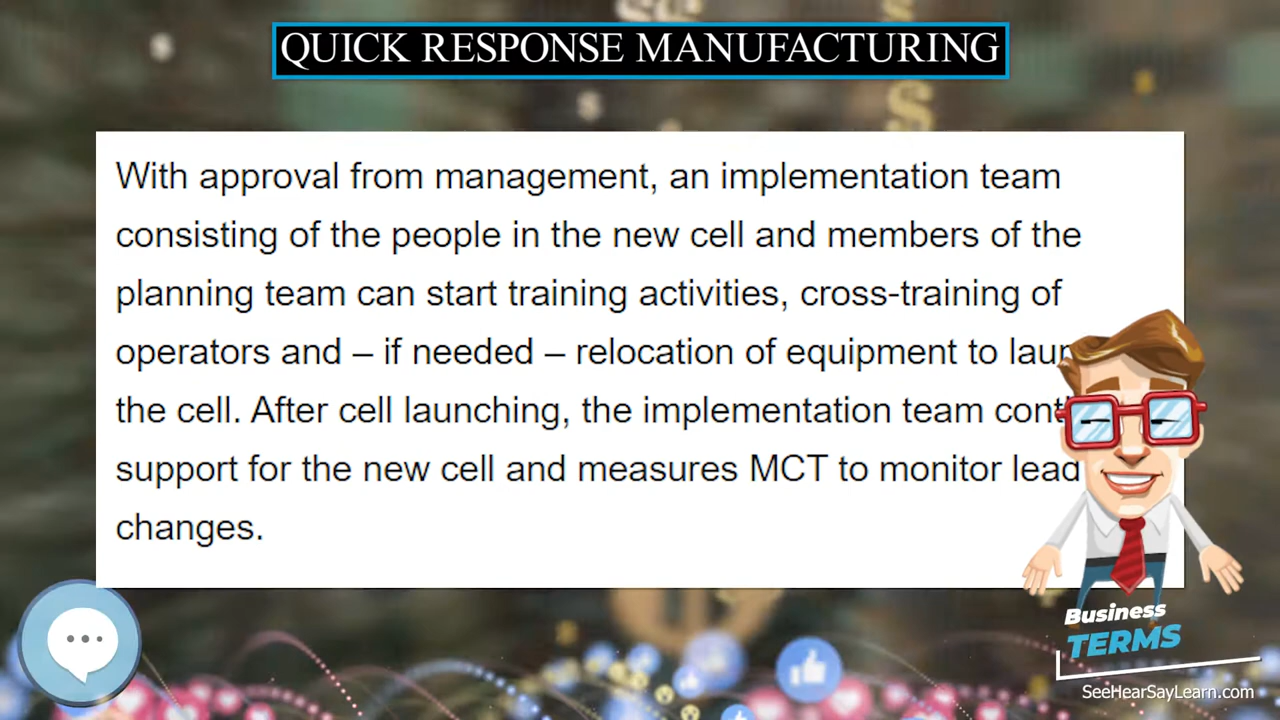 QUICK RESPONSE MANUFACTURING
With approval from management, an implementation team
consisting of the people in the new cell and members of the
planning team can start training activities, cross-training of
operators and – if needed – relocation of equipment to
the cell. After cell launching, the implementation team
support for the new cell and measures MCT to monitor lead
changes.
Business
TERMS
SeeHearSayLearn.com